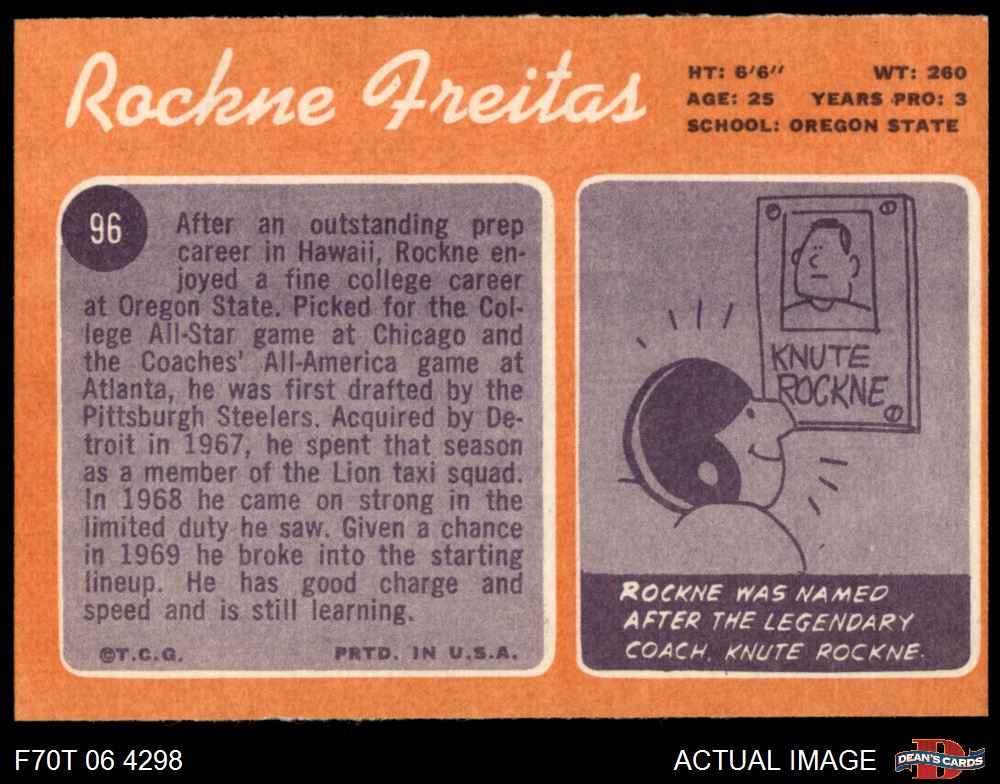 Rockne Freitas
HT: 6'6" WT: 260
AGE: 25 YEARS PRO: 3
SCHOOL: OREGON STATE
96
After an outstanding prep
career in Hawaii, Rockne en-
joyed a fine college career
at Oregon State. Picked for the Col-
lege All-Star game at Chicago and
the Coaches' All-America game at
Atlanta, he was first drafted by the
Pittsburgh Steelers. Acquired by De-
troit in 1967, he spent that season
as a member of the Lion taxi squad.
In 1968 he came on strong in the
limited duty he saw. Given a chance
in 1969 he broke into the starting
lineup. He has good charge and
speed and is still learning.
©T.C.G. PRTD. IN U.S.A.
KNUTE
ROCKNE
ROCKNE WAS NAMED
AFTER THE LEGENDARY
COACH, KNUTE ROCKNE.
F70T 06 4298
ACTUAL IMAGE
DEAN'S CARDS